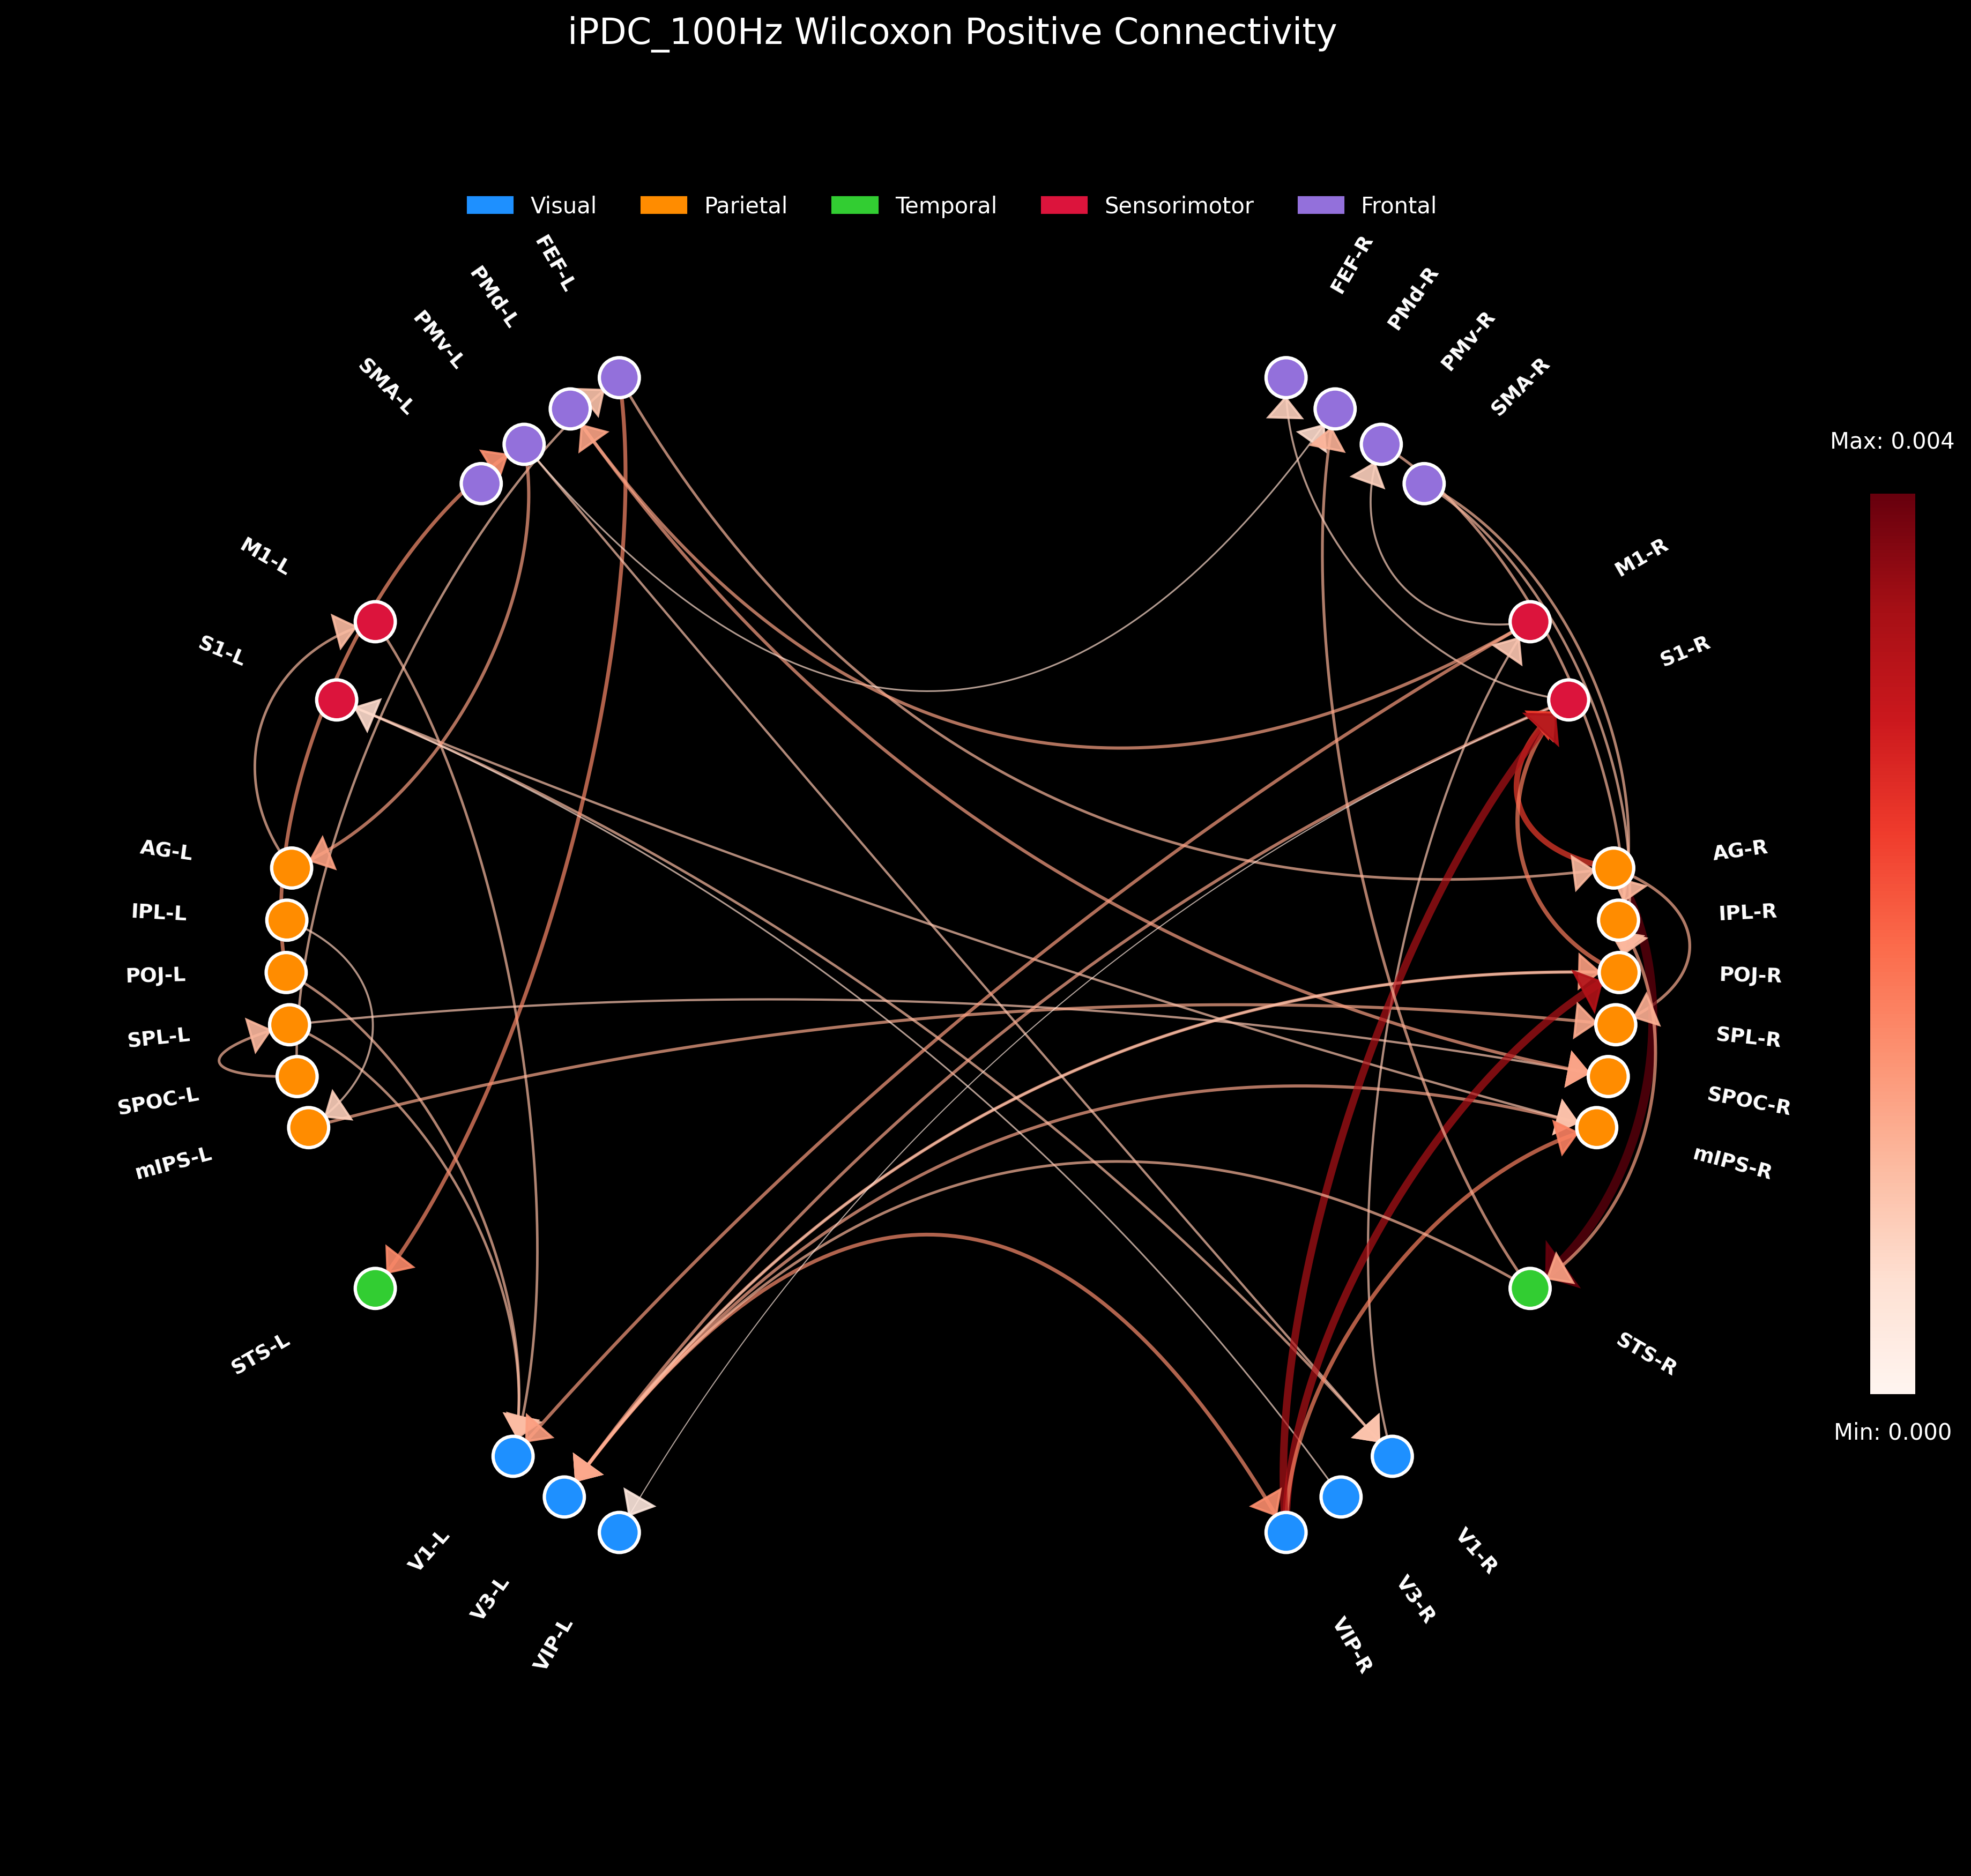 iPDC_100Hz Wilcoxon Positive Connectivity
Visual
Parietal
Temporal
Sensorimotor
Frontal
FEF-L
PMd-L
PMv-L
SMA-L
M1-L
S1-L
AG-L
IPL-L
POJ-L
SPL-L
SPOC-L
mIPS-L
STS-L
V1-L
V3-L
VIP-L
FEF-R
PMd-R
PMv-R
SMA-R
M1-R
S1-R
AG-R
IPL-R
POJ-R
SPL-R
SPOC-R
mIPS-R
STS-R
V1-R
V3-R
VIP-R
Max: 0.004
Min: 0.000